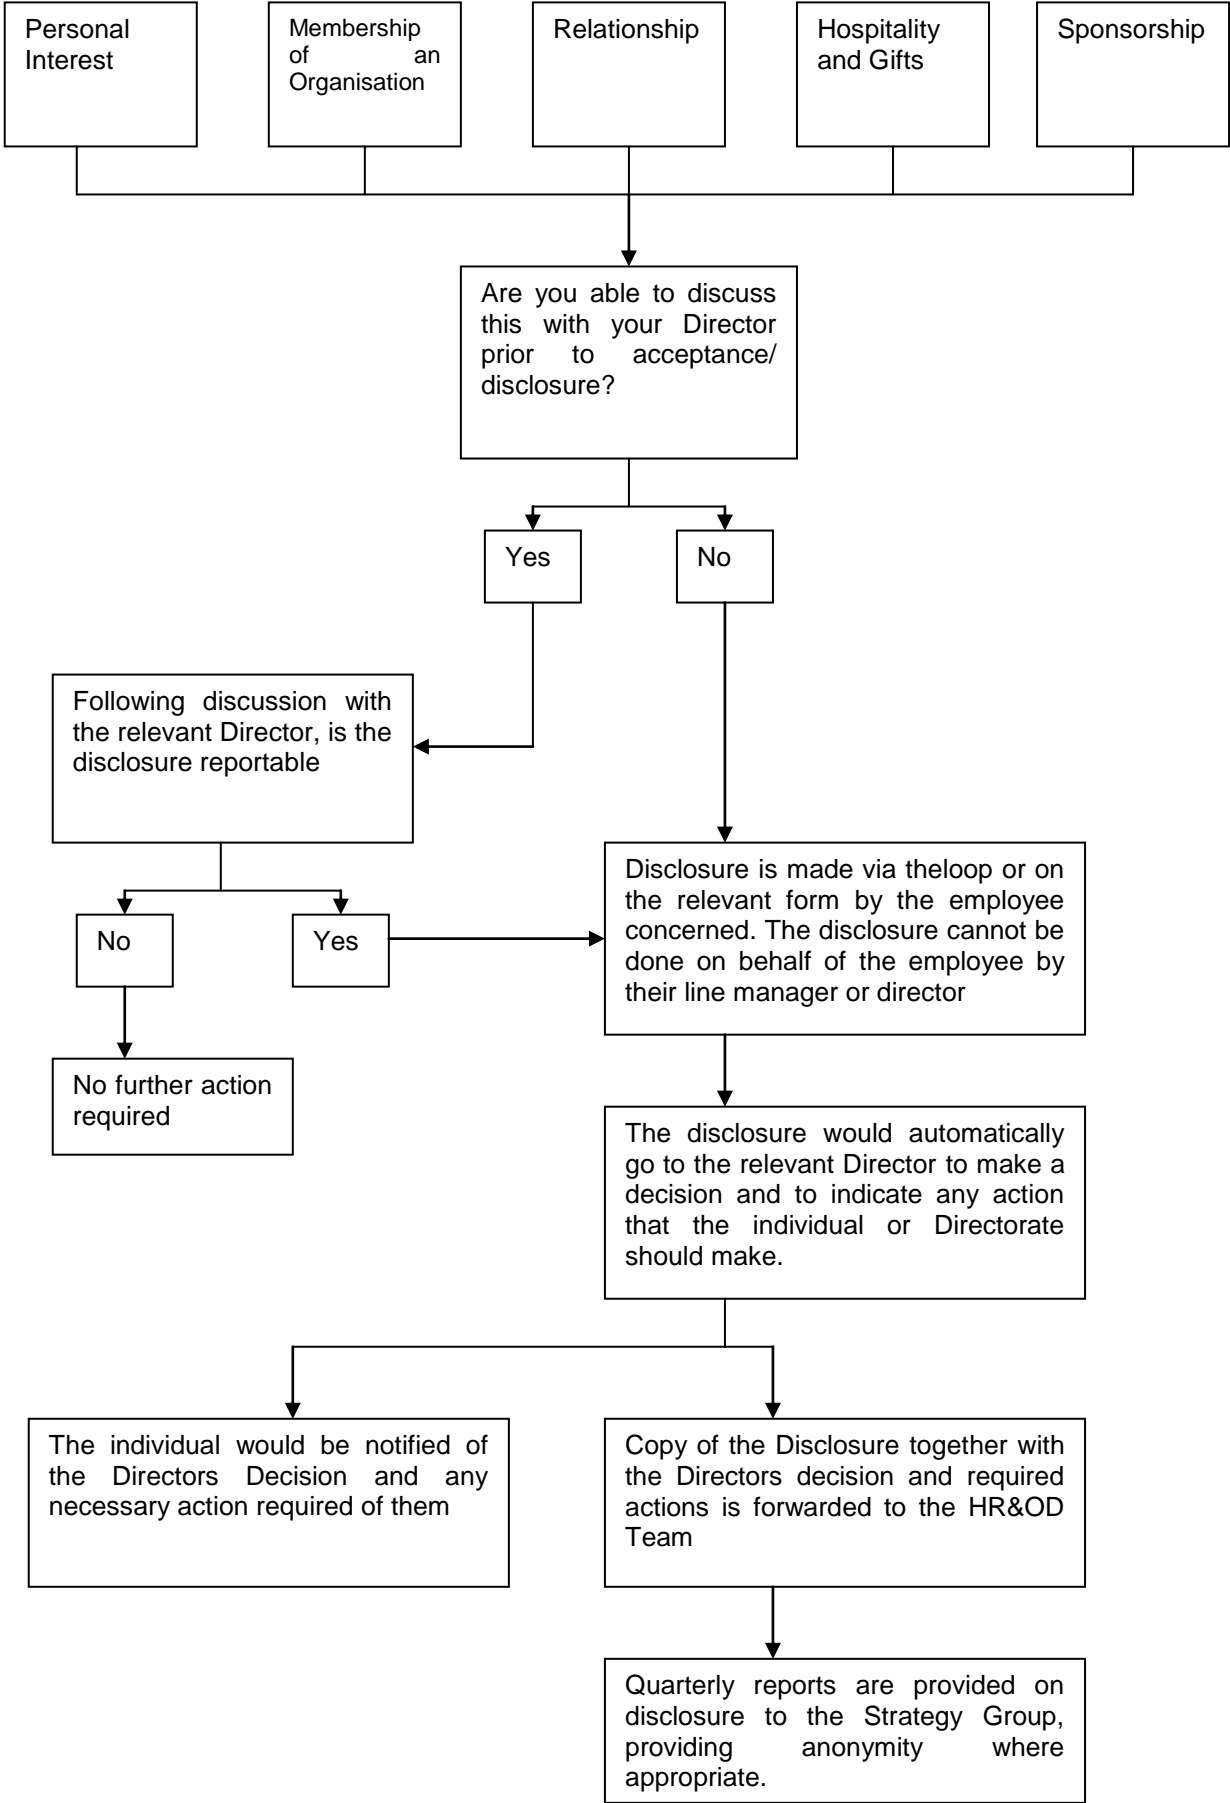 Personal
Interest
Membership
of an
Organisation
Relationship
Hospitality
and Gifts
Sponsorship
Are you able to discuss
this with your Director
prior to acceptance/
disclosure?
Yes
No
Following discussion with
the relevant Director, is the
disclosure reportable
No
Yes
Disclosure is made via theloop or on
the relevant form by the employee
concerned. The disclosure cannot be
done on behalf of the employee by
their line manager or director
No further action
required
The disclosure would automatically
go to the relevant Director to make a
decision and to indicate any action
that the individual or Directorate
should make.
The individual would be notified of
the Directors Decision and any
necessary action required of them
Copy of the Disclosure together with
the Directors decision and required
actions is forwarded to the HR&OD
Team
Quarterly reports are provided on
disclosure to the Strategy Group,
providing anonymity where
appropriate.